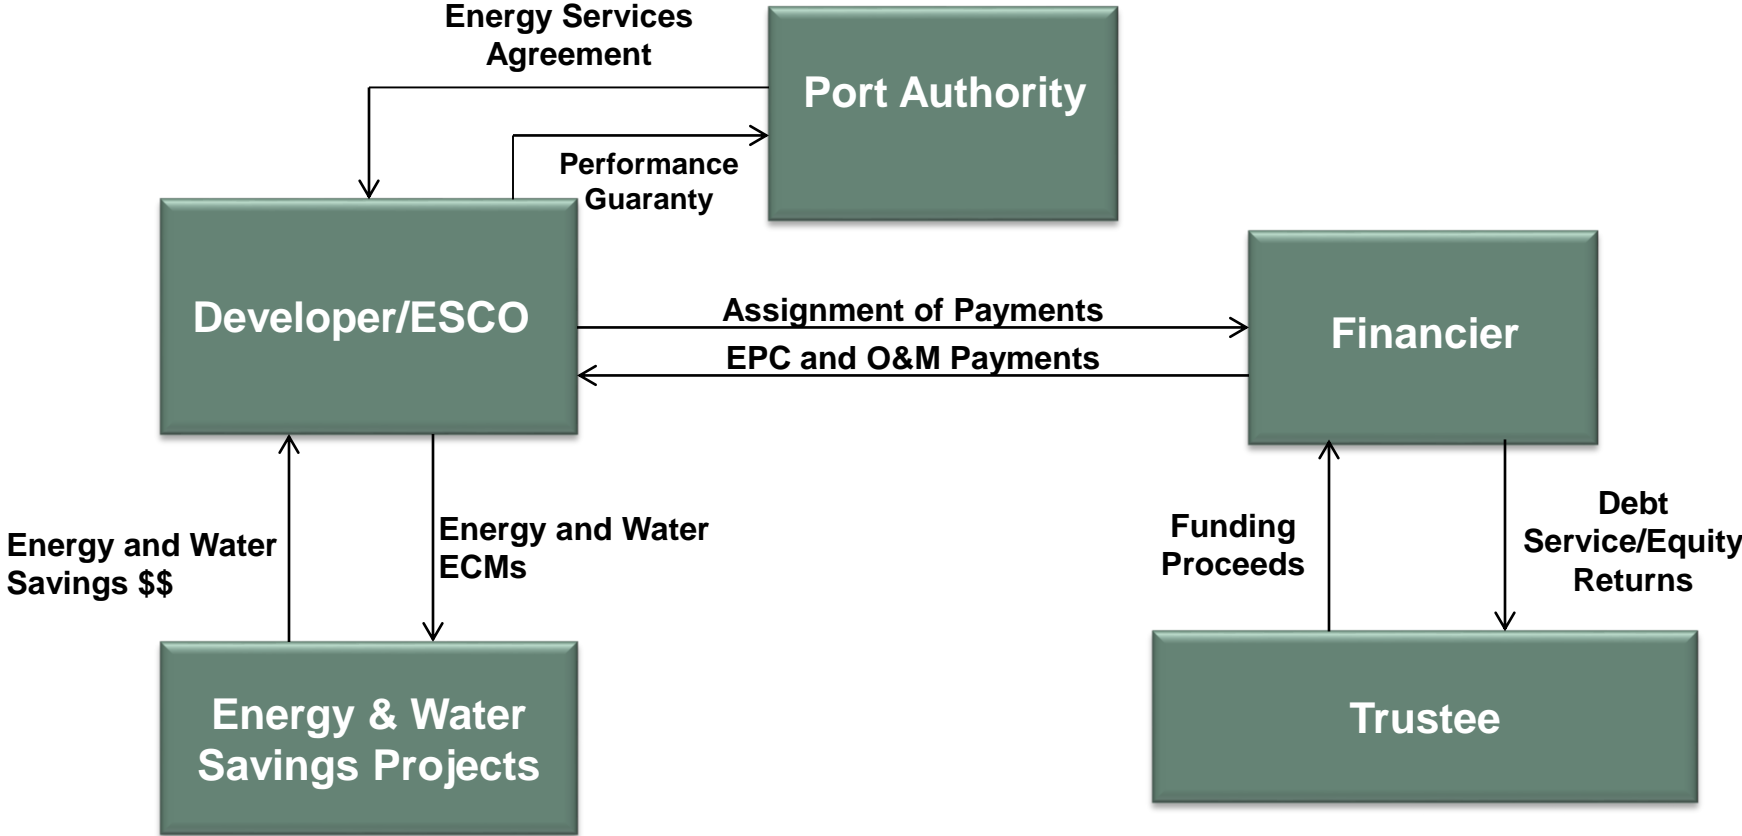 Energy Services
Agreement
Port Authority
Performance
Guaranty
Developer/ESCO
Assignment of Payments
EPC and O&M Payments
Financier
Energy and Water
Savings $$
Energy and Water
ECMs
Funding
Proceeds
Debt
Service/Equity
Returns
Energy & Water
Savings Projects
Trustee